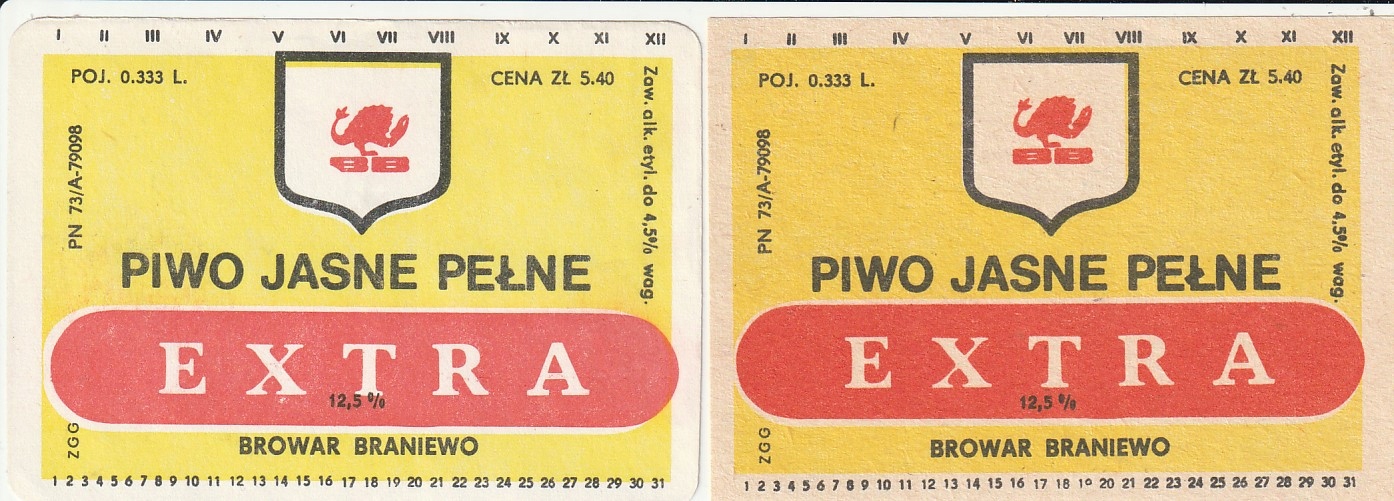 I II III IV V VI VII VIII IX X XI XII
POJ. 0.333 L.
CENA ZŁ 5.40
PN 73/A-79098
Zaw. alk. etyl. do 4,5% wag.
BB
PIWO JASNE PEŁNE
EXTRA
12,5 %
ZGG
BROWAR BRANIEWO
1 2 3 4 5 6 7 8 9 10 11 12 13 14 15 16 17 18 19 20 21 22 23 24 25 26 27 28 29 30 31
I II III IV V VI VII VIII IX X XI XII
POJ. 0.333 L.
CENA ZŁ 5.40
PN 73/A-79098
Zaw. alk. etyl. do 4,5% wag.
BB
PIWO JASNE PEŁNE
EXTRA
12,5 %
ZGG
BROWAR BRANIEWO
1 2 3 4 5 6 7 8 9 10 11 12 13 14 15 16 17 18 19 20 21 22 23 24 25 26 27 28 29 30 31